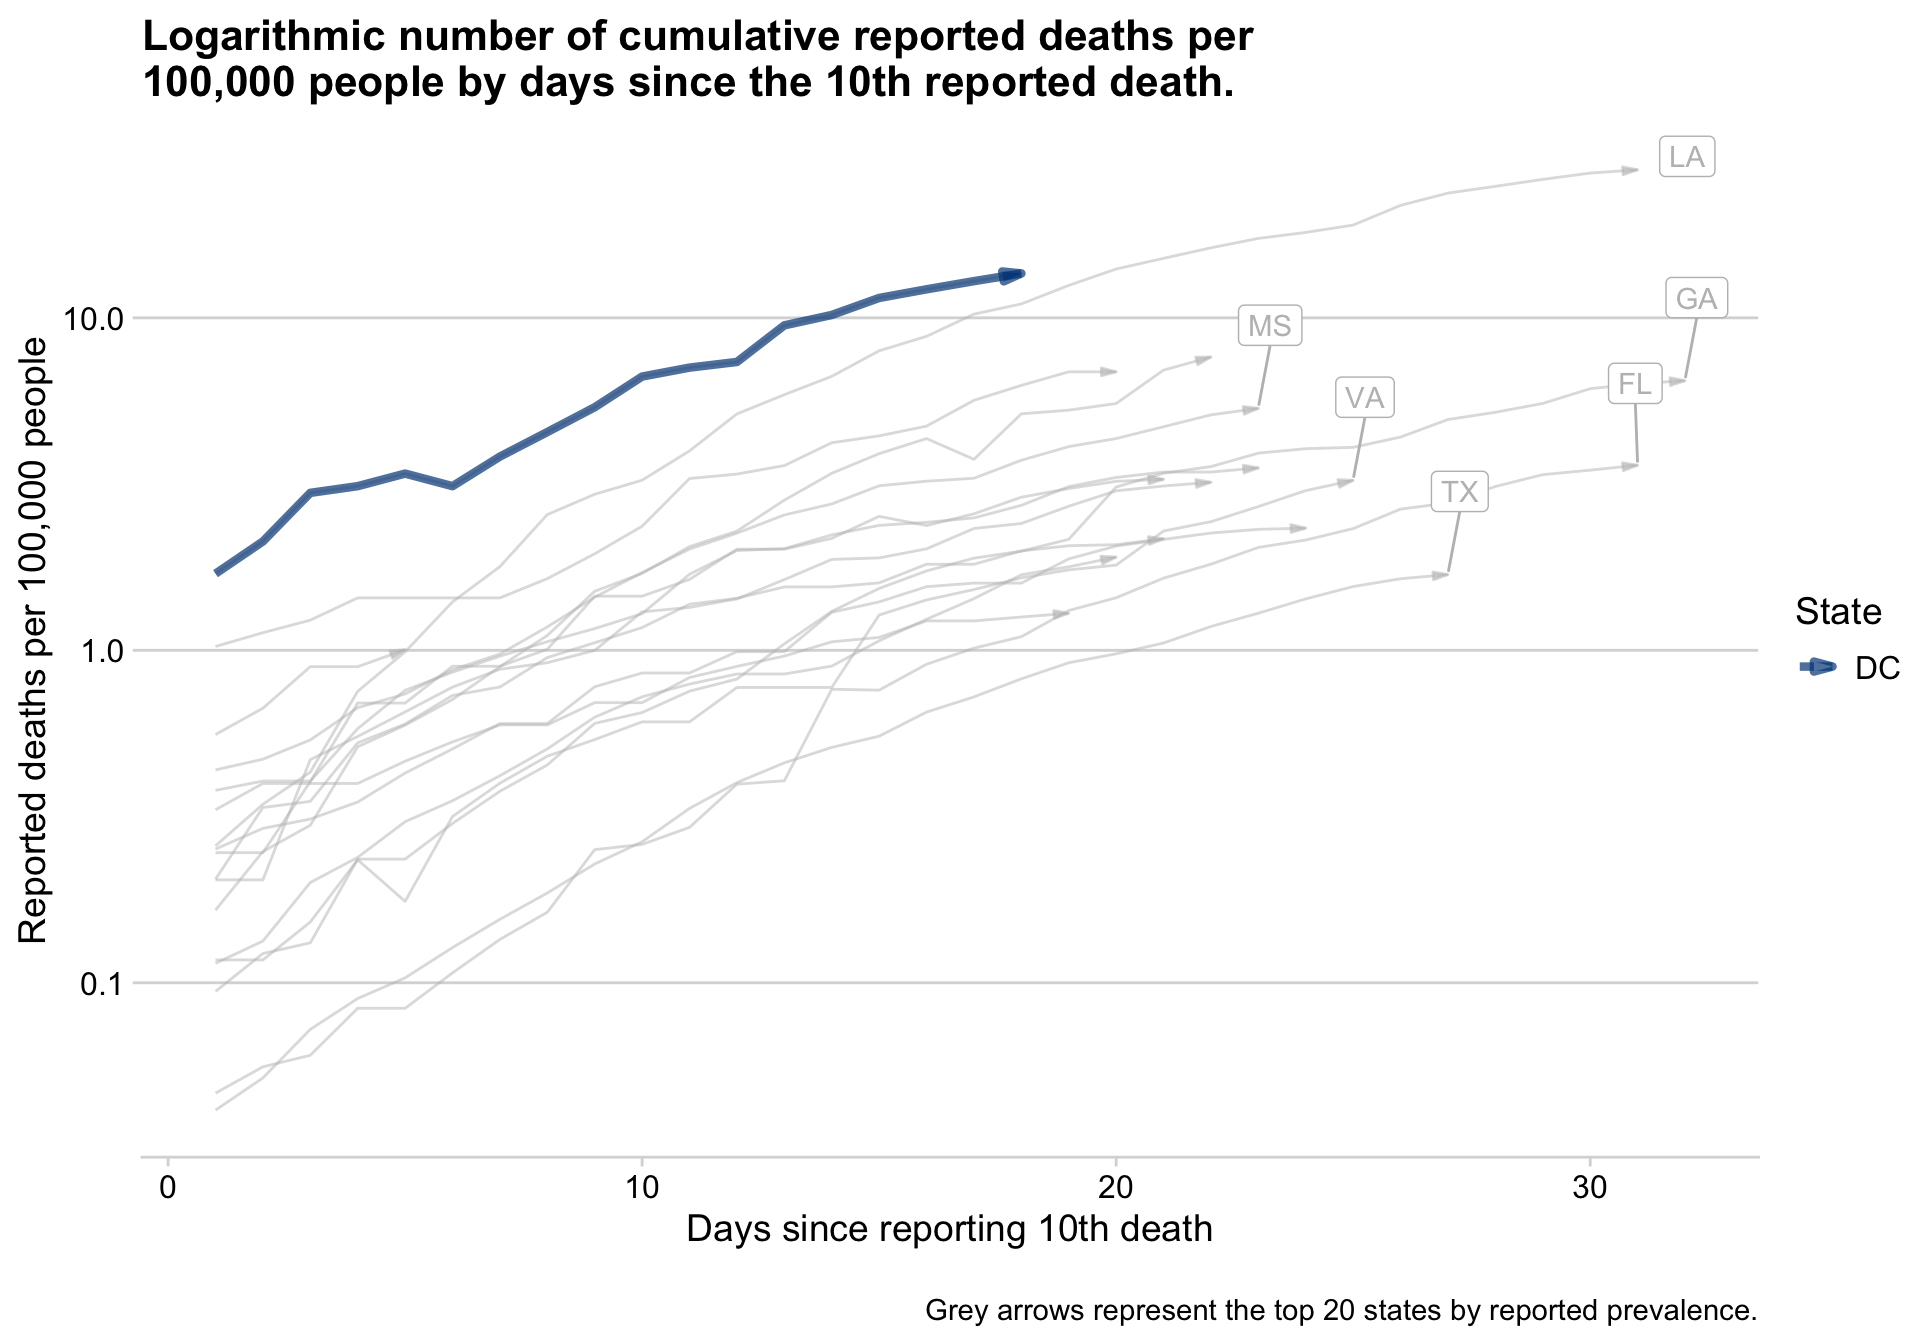 Logarithmic number of cumulative reported deaths per
100,000 people by days since the 10th reported death.
LA
GA
10.0
MS
FL
VA
TX
Reported deaths per 100,000 people
State
1.0
DC
0.1
0
10
20
30
Days since reporting 10th death
Grey arrows represent the top 20 states by reported prevalence.